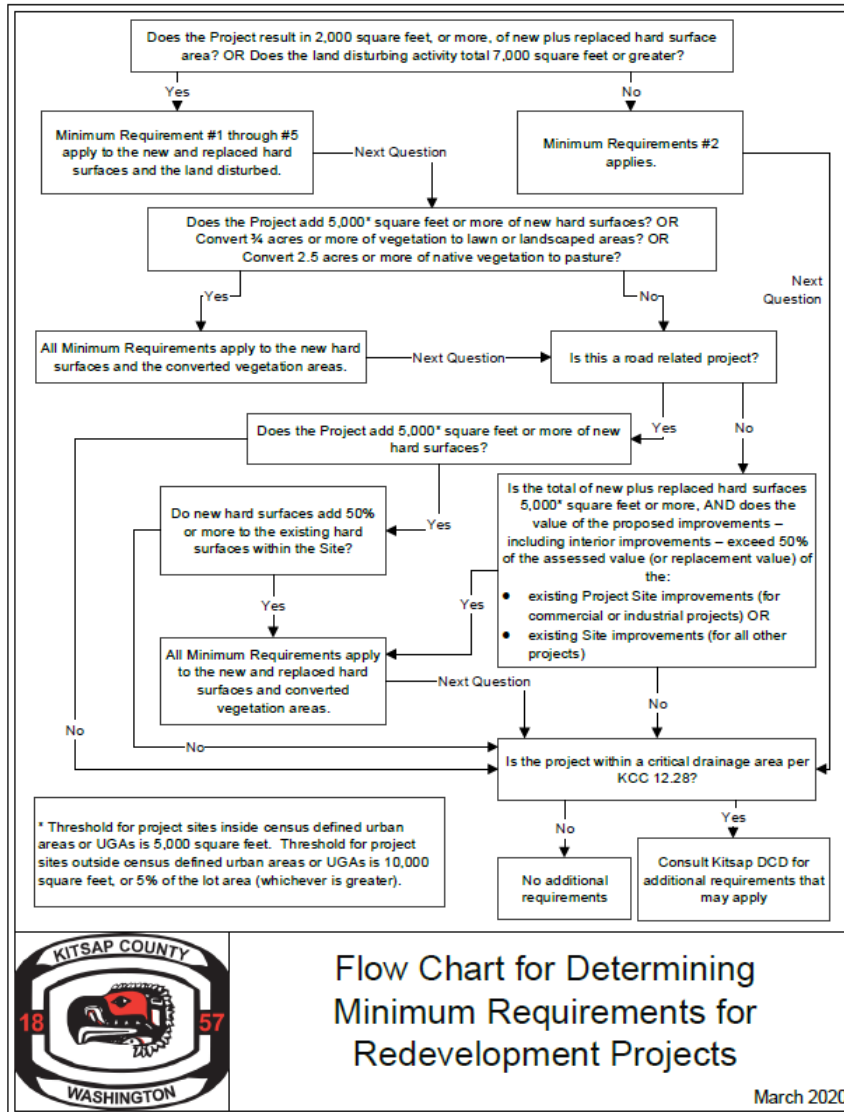 Does the Project result in 2,000 square feet, or more, of new plus replaced hard surface
area? OR Does the land disturbing activity total 7,000 square feet or greater?
Yes
No
Minimum Requirement #1 through #5
apply to the new and replaced hard
surfaces and the land disturbed.
Next Question
Minimum Requirements #2
applies.
Does the Project add 5,000* square feet or more of new hard surfaces? OR
Convert ¾ acres or more of vegetation to lawn or landscaped areas? OR
Convert 2.5 acres or more of native vegetation to pasture?
Next
Question
Yes
No
All Minimum Requirements apply to the new hard
surfaces and the converted vegetation areas.
Next Question
Is this a road related project?
Yes
No
Does the Project add 5,000* square feet or more of new
hard surfaces?
Do new hard surfaces add 50%
or more to the existing hard
surfaces within the Site?
Yes
Is the total of new plus replaced hard surfaces
5,000* square feet or more, AND does the
value of the proposed improvements –
including interior improvements – exceed 50%
of the assessed value (or replacement value) of
the:
● existing Project Site improvements (for
commercial or industrial projects) OR
● existing Site improvements (for all other
projects)
Yes
Yes
All Minimum Requirements apply
to the new and replaced hard
surfaces and converted
vegetation areas.
Next Question
No
No
No
Is the project within a critical drainage area per
KCC 12.28?
* Threshold for project sites inside census defined urban
areas or UGAs is 5,000 square feet. Threshold for project
sites outside census defined urban areas or UGAs is 10,000
square feet, or 5% of the lot area (whichever is greater).
No
Yes
No additional
requirements
Consult Kitsap DCD for
additional requirements that
may apply
KITSAP COUNTY
18 57
WASHINGTON
Flow Chart for Determining
Minimum Requirements for
Redevelopment Projects
March 2020